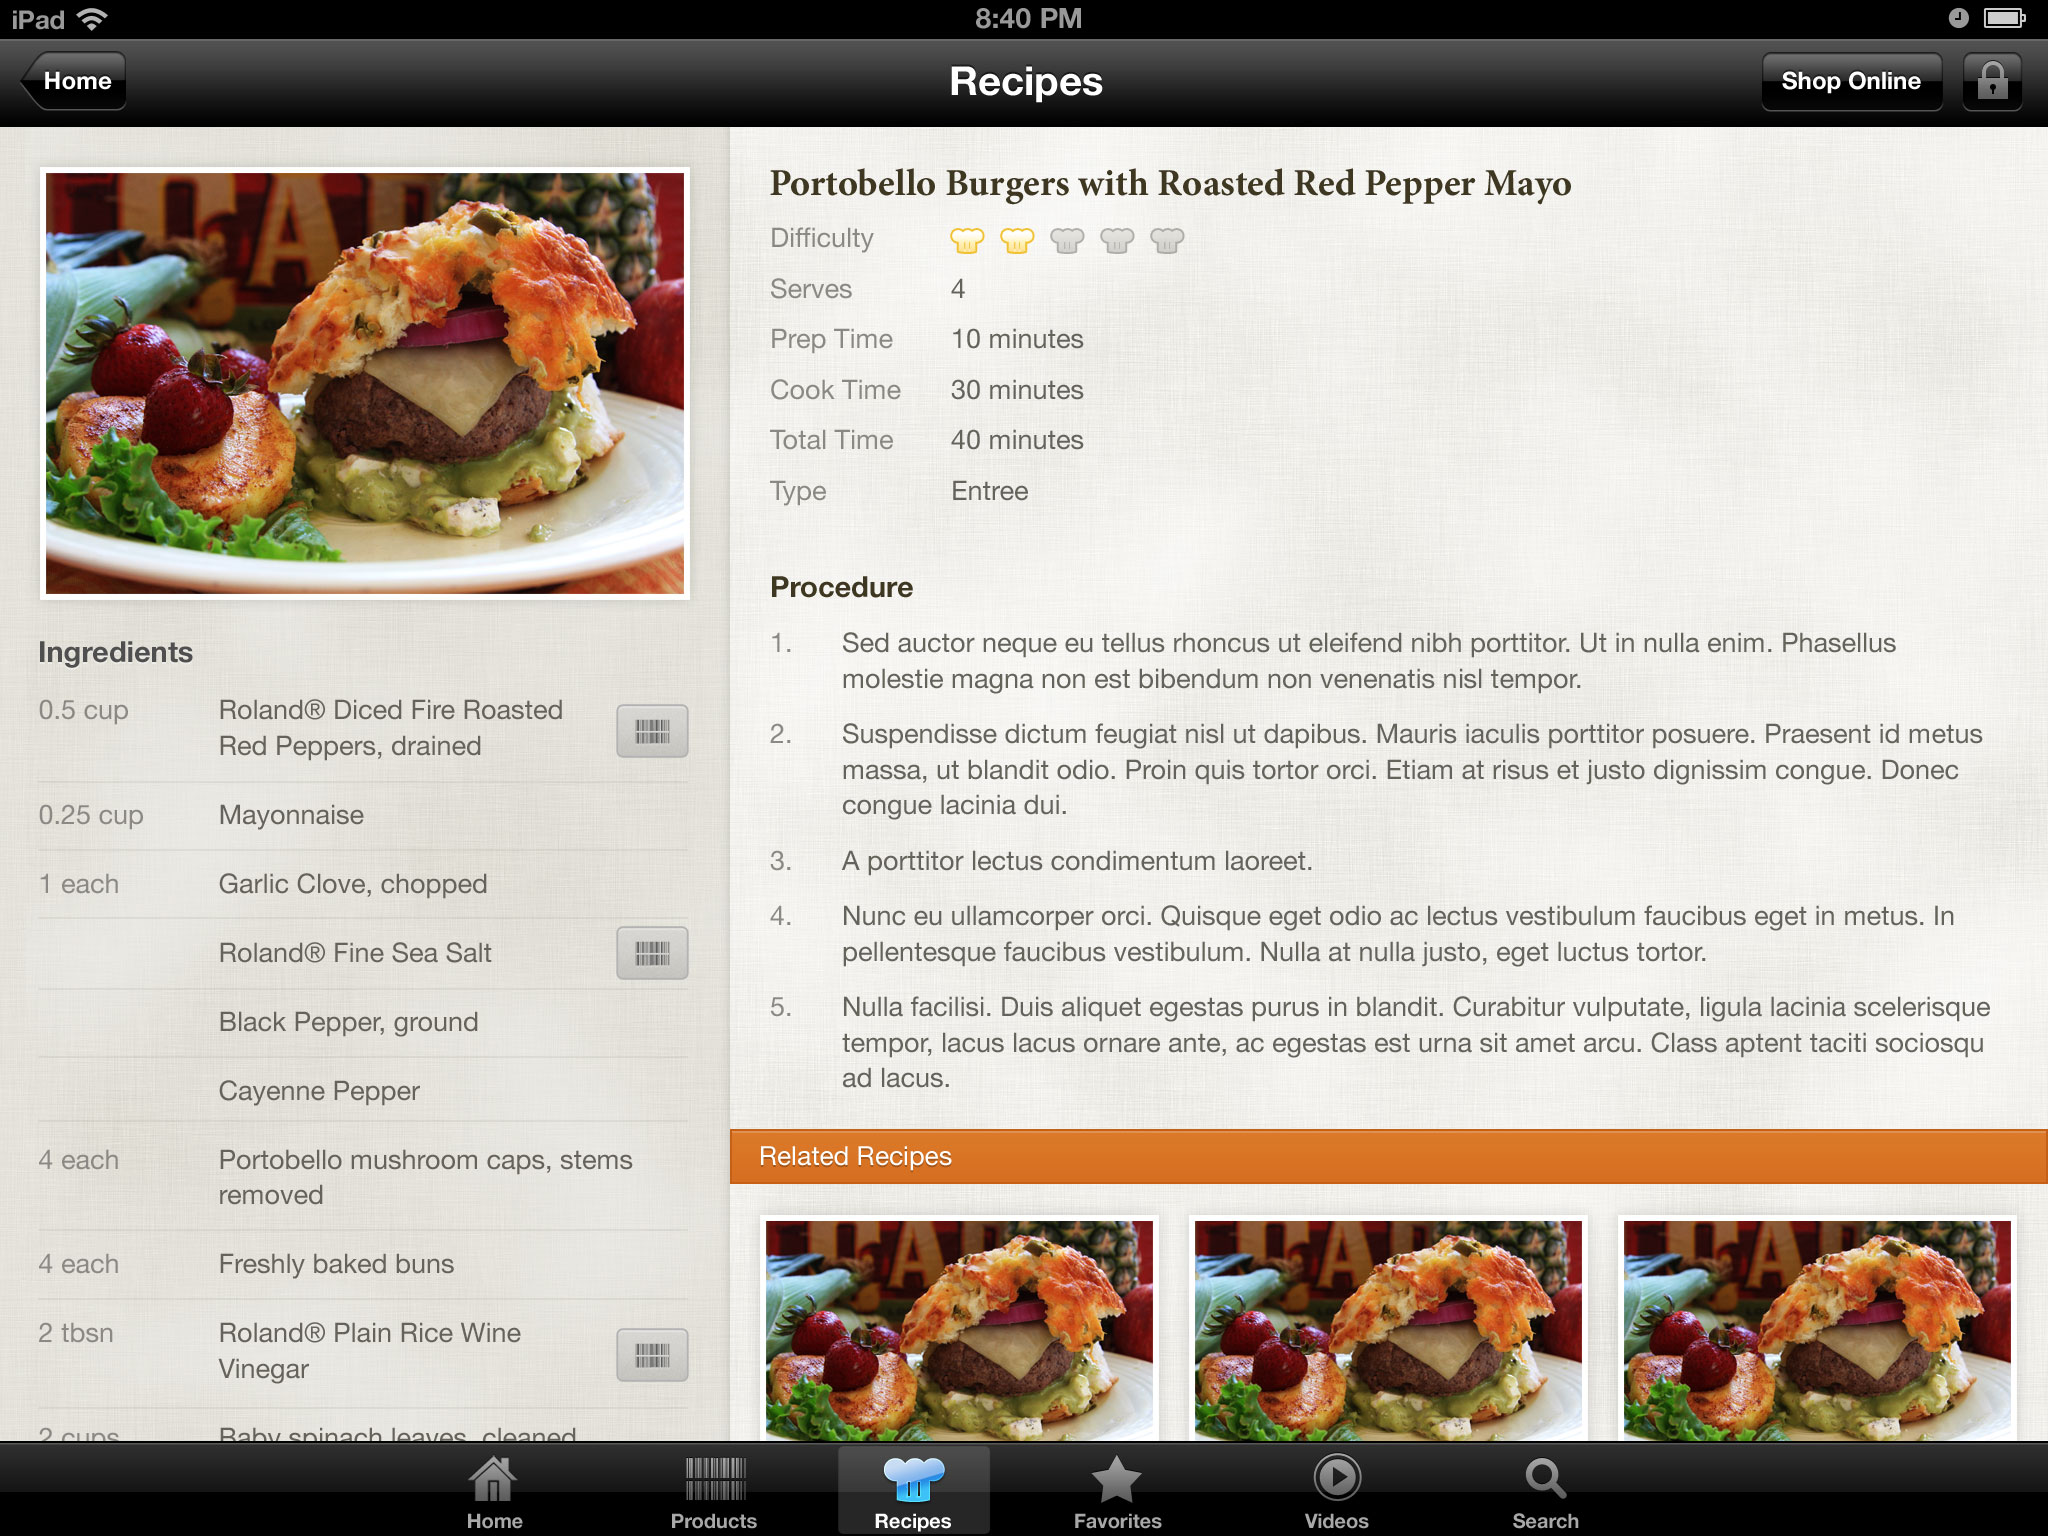 iPad
8:40 PM
Home
Recipes
Shop Online
Portobello Burgers with Roasted Red Pepper Mayo
Difficulty
Serves 4
Prep Time 10 minutes
Cook Time 30 minutes
Total Time 40 minutes
Type Entree
Procedure
1. Sed auctor neque eu tellus rhoncus ut eleifend nibh porttitor. Ut in nulla enim. Phasellus
molestie magna non est bibendum non venenatis nisl tempor.
2. Suspendisse dictum feugiat nisl ut dapibus. Mauris iaculis porttitor posuere. Praesent id metus
massa, ut blandit odio. Proin quis tortor orci. Etiam at risus et justo dignissim congue. Donec
congue lacinia dui.
3. A porttitor lectus condimentum laoreet.
4. Nunc eu ullamcorper orci. Quisque eget odio ac lectus vestibulum faucibus eget in metus. In
pellentesque faucibus vestibulum. Nulla at nulla justo, eget luctus tortor.
5. Nulla facilisi. Duis aliquet egestas purus in blandit. Curabitur vulputate, ligula lacinia scelerisque
tempor, lacus lacus ornare ante, ac egestas est urna sit amet arcu. Class aptent taciti sociosqu
ad lacus.
Ingredients
0.5 cup Roland® Diced Fire Roasted
Red Peppers, drained
0.25 cup Mayonnaise
1 each Garlic Clove, chopped
Roland® Fine Sea Salt
Black Pepper, ground
Cayenne Pepper
4 each Portobello mushroom caps, stems
removed
4 each Freshly baked buns
2 tbsn Roland® Plain Rice Wine
Vinegar
2 cups Baby spinach leaves, cleaned
Related Recipes
Home
Products
Recipes
Favorites
Videos
Search